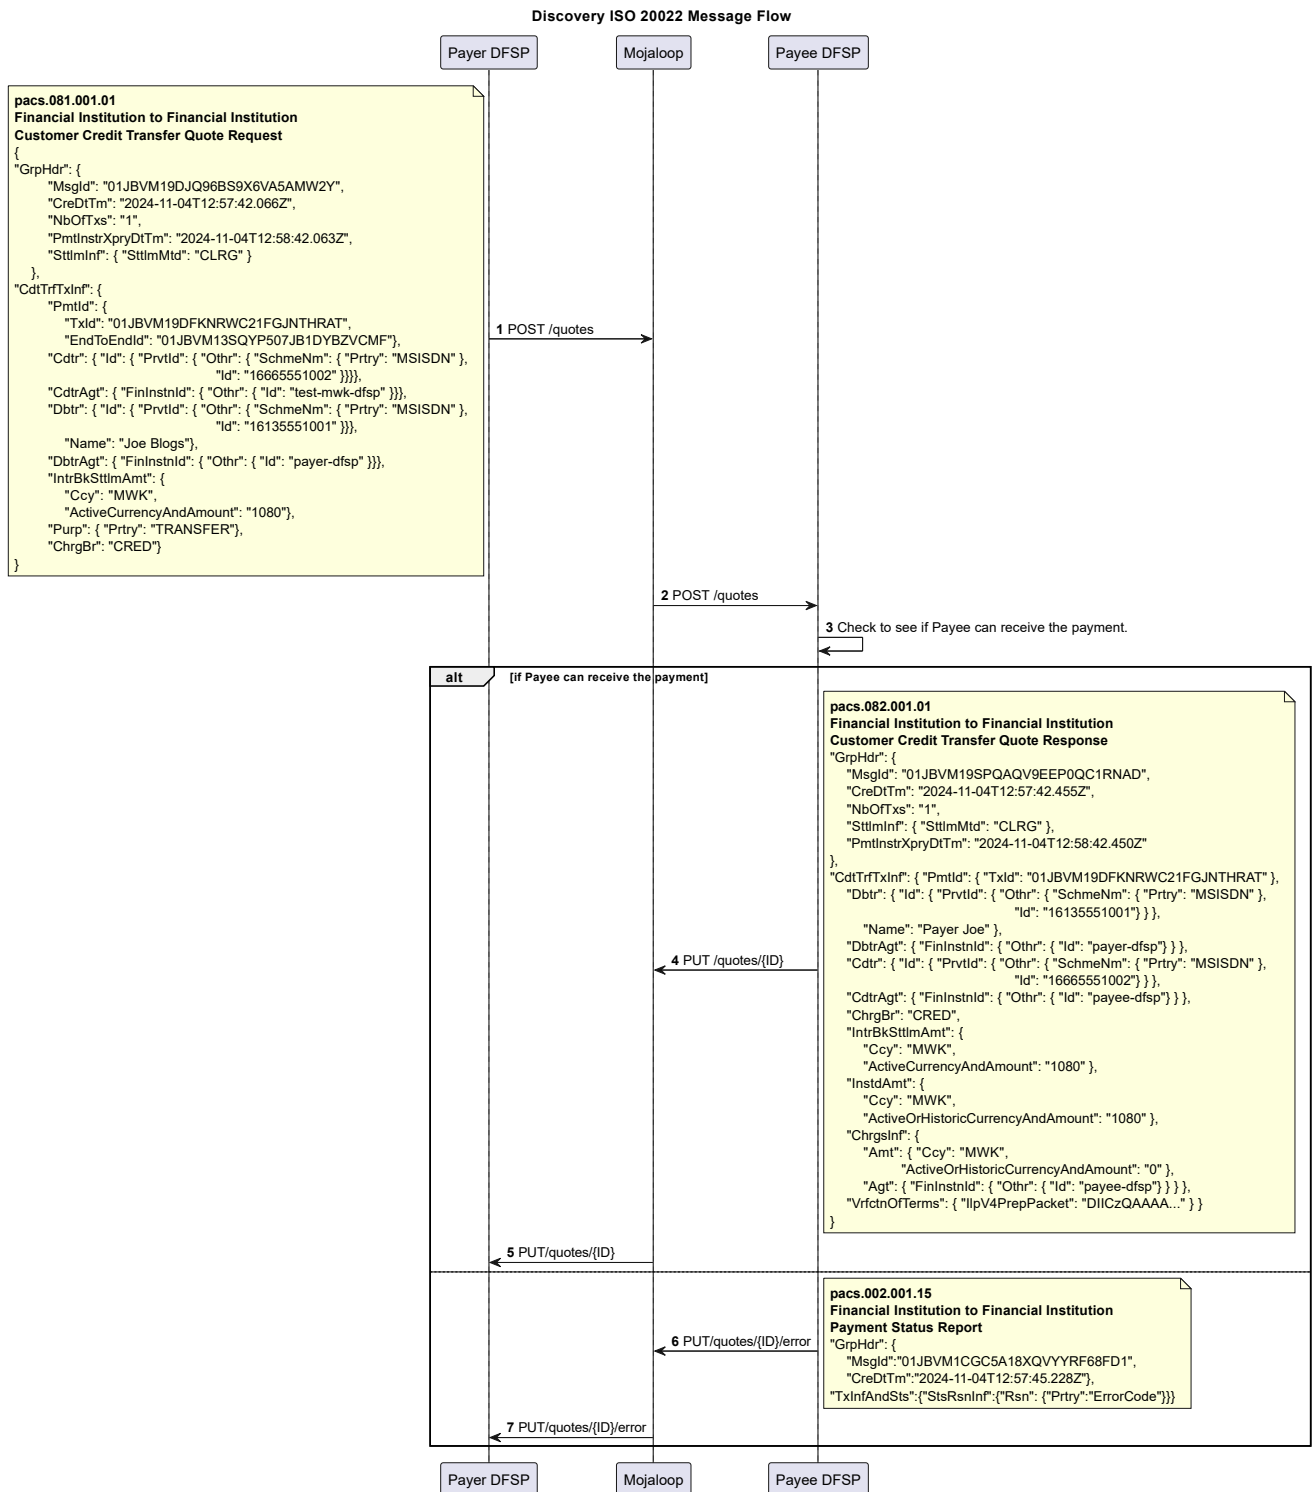 Discovery ISO 20022 Message Flow
Payer DFSP
Mojaloop
Payee DFSP
pacs.081.001.01
Financial Institution to Financial Institution
Customer Credit Transfer Quote Request
{
"GrpHdr": {
"MsgId": "01JBVM19DJQ96BS9X6VA5AMW2Y",
"CreDtTm": "2024-11-04T12:57:42.066Z",
"NbOfTxs": "1",
"PmtInstrXpryDtTm": "2024-11-04T12:58:42.063Z",
"SttlmInf": { "SttlmMtd": "CLRG" }
},
"CdtTrfTxInf": {
"PmtId": {
"TxId": "01JBVM19DFKNRWC21FGJNTHRAT",
"EndToEndId": "01JBVM13SQYP507JB1DYBZVCMF"},
"Cdtr": { "Id": { "PrvtId": { "Othr": { "SchmeNm": { "Prtry": "MSISDN" },
"Id": "16665551002" }}}},
"CdtrAgt": { "FinInstnId": { "Othr": { "Id": "test-mwk-dfsp" }}},
"Dbtr": { "Id": { "PrvtId": { "Othr": { "SchmeNm": { "Prtry": "MSISDN" },
"Id": "16135551001" }}},
"Name": "Joe Blogs"},
"DbtrAgt": { "FinInstnId": { "Othr": { "Id": "payer-dfsp" }}},
"IntrBkSttlmAmt": {
"Ccy": "MWK",
"ActiveCurrencyAndAmount": "1080"},
"Purp": { "Prtry": "TRANSFER"},
"ChrgBr": "CRED"}
}
1 POST /quotes
2 POST /quotes
3 Check to see if Payee can receive the payment.
alt
[if Payee can receive the payment]
pacs.082.001.01
Financial Institution to Financial Institution
Customer Credit Transfer Quote Response
"GrpHdr": {
"MsgId": "01JBVM19SPQAQV9EEP0QC1RNAD",
"CreDtTm": "2024-11-04T12:57:42.455Z",
"NbOfTxs": "1",
"SttlmInf": { "SttlmMtd": "CLRG" },
"PmtInstrXpryDtTm": "2024-11-04T12:58:42.450Z"
},
"CdtTrfTxInf": { "PmtId": { "TxId": "01JBVM19DFKNRWC21FGJNTHRAT" },
"Dbtr": { "Id": { "PrvtId": { "Othr": { "SchmeNm": { "Prtry": "MSISDN" },
"Id": "16135551001"} } },
"Name": "Payer Joe" },
"DbtrAgt": { "FinInstnId": { "Othr": { "Id": "payer-dfsp"} } },
"Cdtr": { "Id": { "PrvtId": { "Othr": { "SchmeNm": { "Prtry": "MSISDN" },
"Id": "16665551002"} } },
"CdtrAgt": { "FinInstnId": { "Othr": { "Id": "payee-dfsp"} } },
"ChrgBr": "CRED",
"IntrBkSttlmAmt": {
"Ccy": "MWK",
"ActiveCurrencyAndAmount": "1080" },
"InstdAmt": {
"Ccy": "MWK",
"ActiveOrHistoricCurrencyAndAmount": "1080" },
"ChrgsInf": {
"Amt": { "Ccy": "MWK",
"ActiveOrHistoricCurrencyAndAmount": "0" },
"Agt": { "FinInstnId": { "Othr": { "Id": "payee-dfsp"} } } },
"VrfctnOfTerms": { "IlpV4PrepPacket": "DIICzQAAAA..." } }
}
4 PUT /quotes/{ID}
5 PUT/quotes/{ID}
pacs.002.001.15
Financial Institution to Financial Institution
Payment Status Report
"GrpHdr": {
"MsgId":"01JBVM1CGC5A18XQVYYRF68FD1",
"CreDtTm":"2024-11-04T12:57:45.228Z"},
"TxInfAndSts":{"StsRsnInf":{"Rsn": {"Prtry":"ErrorCode"}}}
6 PUT/quotes/{ID}/error
7 PUT/quotes/{ID}/error
Payer DFSP
Mojaloop
Payee DFSP